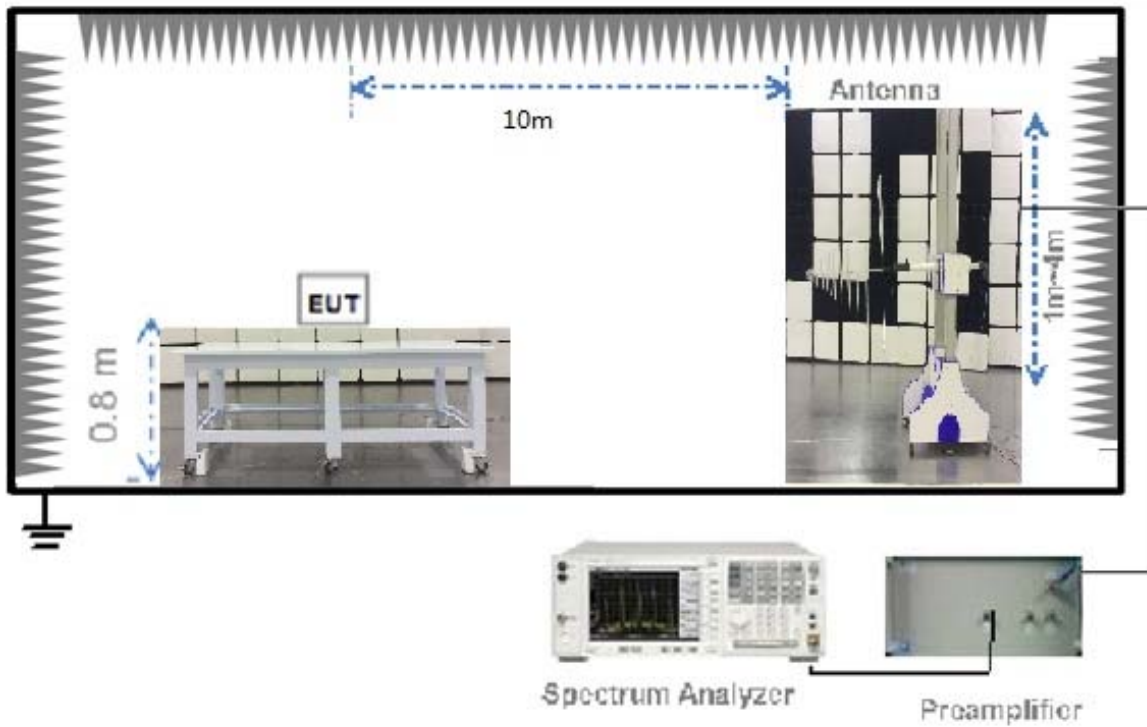 Antenna
10m
1m~4m
EUT
0.8 m
Spectrum Analyzer
Preamplifier